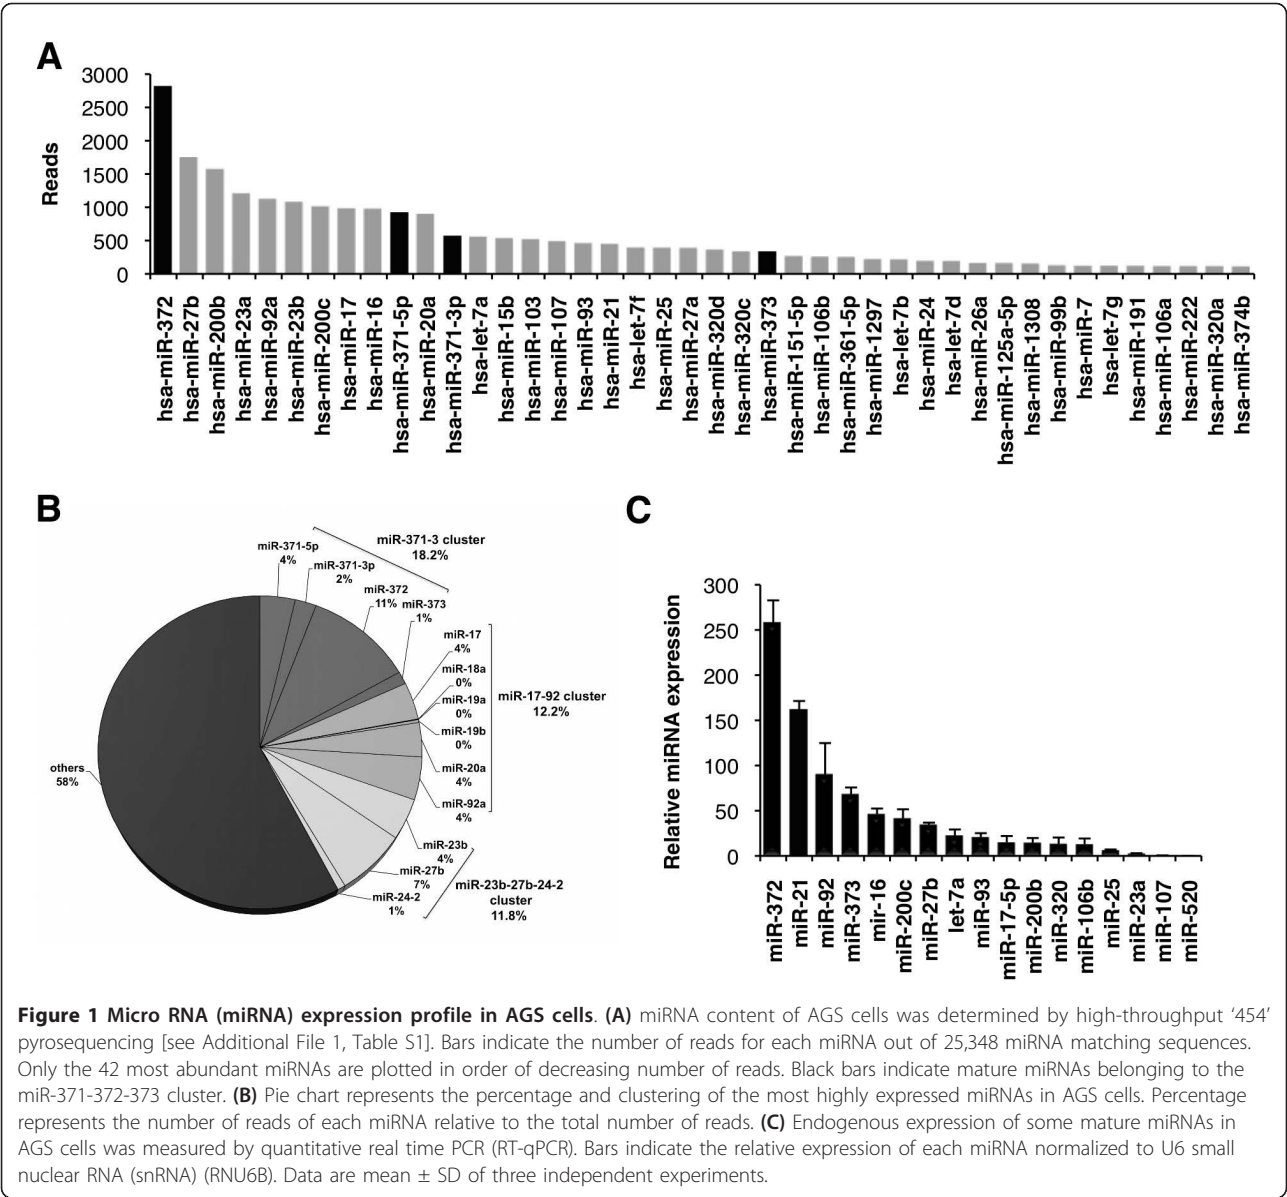 A
3000
2500
2000
1500
1000
500
0
Reads
hsa-miR-372
hsa-miR-27b
hsa-miR-200b
hsa-miR-23a
hsa-miR-92a
hsa-miR-23b
hsa-miR-200c
hsa-miR-17
hsa-miR-16
hsa-miR-371-5p
hsa-miR-20a
hsa-miR-371-3p
hsa-let-7a
hsa-miR-15b
hsa-miR-103
hsa-miR-107
hsa-miR-93
hsa-miR-21
hsa-let-7f
hsa-miR-25
hsa-miR-27a
hsa-miR-320d
hsa-miR-320c
hsa-miR-373
hsa-miR-151-5p
hsa-miR-106b
hsa-miR-361-5p
hsa-miR-1297
hsa-let-7b
hsa-miR-24
hsa-let-7d
hsa-miR-26a
hsa-miR-125a-5p
hsa-miR-1308
hsa-miR-99b
hsa-miR-7
hsa-let-7g
hsa-miR-191
hsa-miR-106a
hsa-miR-222
hsa-miR-320a
hsa-miR-374b
B
miR-371-5p
4%
miR-371-3p
2%
miR-372
11%
miR-373
1%
miR-371-3 cluster
18.2%
miR-17
4%
miR-18a
0%
miR-19a
0%
miR-19b
0%
miR-20a
4%
miR-92a
4%
miR-17-92 cluster
12.2%
miR-23b
4%
miR-27b
7%
miR-24-2
1%
miR-23b-27b-24-2
cluster
11.8%
others
58%
C
300
250
200
150
100
50
0
Relative miRNA expression
miR-372
miR-21
miR-92
miR-373
mir-16
miR-200c
miR-27b
let-7a
miR-93
miR-17-5p
miR-200b
miR-320
miR-106b
miR-25
miR-23a
miR-107
miR-520
Figure 1 Micro RNA (miRNA) expression profile in AGS cells. (A) miRNA content of AGS cells was determined by high-throughput ‘454’
pyrosequencing [see Additional File 1, Table S1]. Bars indicate the number of reads for each miRNA out of 25,348 miRNA matching sequences.
Only the 42 most abundant miRNAs are plotted in order of decreasing number of reads. Black bars indicate mature miRNAs belonging to the
miR-371-372-373 cluster. (B) Pie chart represents the percentage and clustering of the most highly expressed miRNAs in AGS cells. Percentage
represents the number of reads of each miRNA relative to the total number of reads. (C) Endogenous expression of some mature miRNAs in
AGS cells was measured by quantitative real time PCR (RT-qPCR). Bars indicate the relative expression of each miRNA normalized to U6 small
nuclear RNA (snRNA) (RNU6B). Data are mean ± SD of three independent experiments.